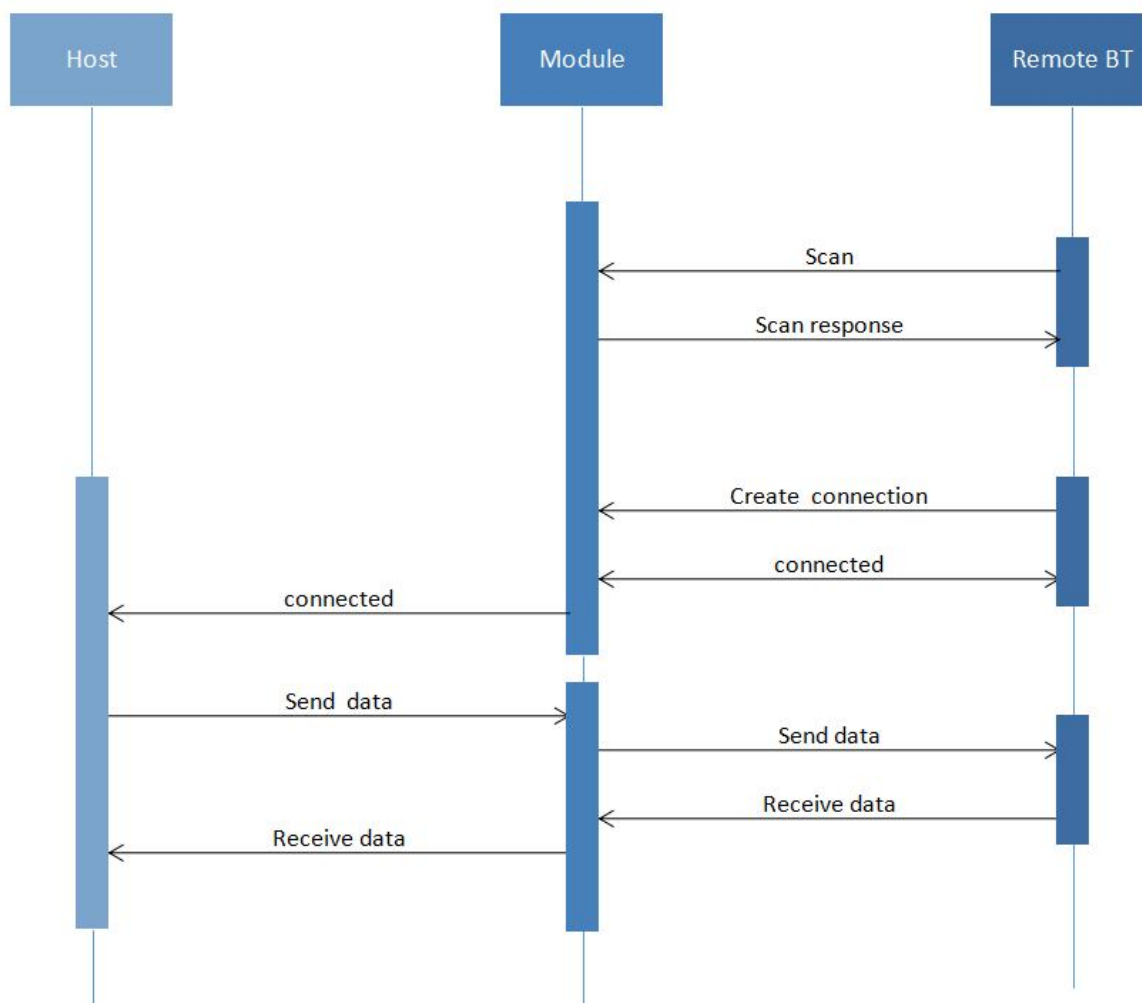 Host
Module
Remote BT
Scan
Scan response
Create  connection
connected
connected
Send  data
Send data
Receive data
Receive data